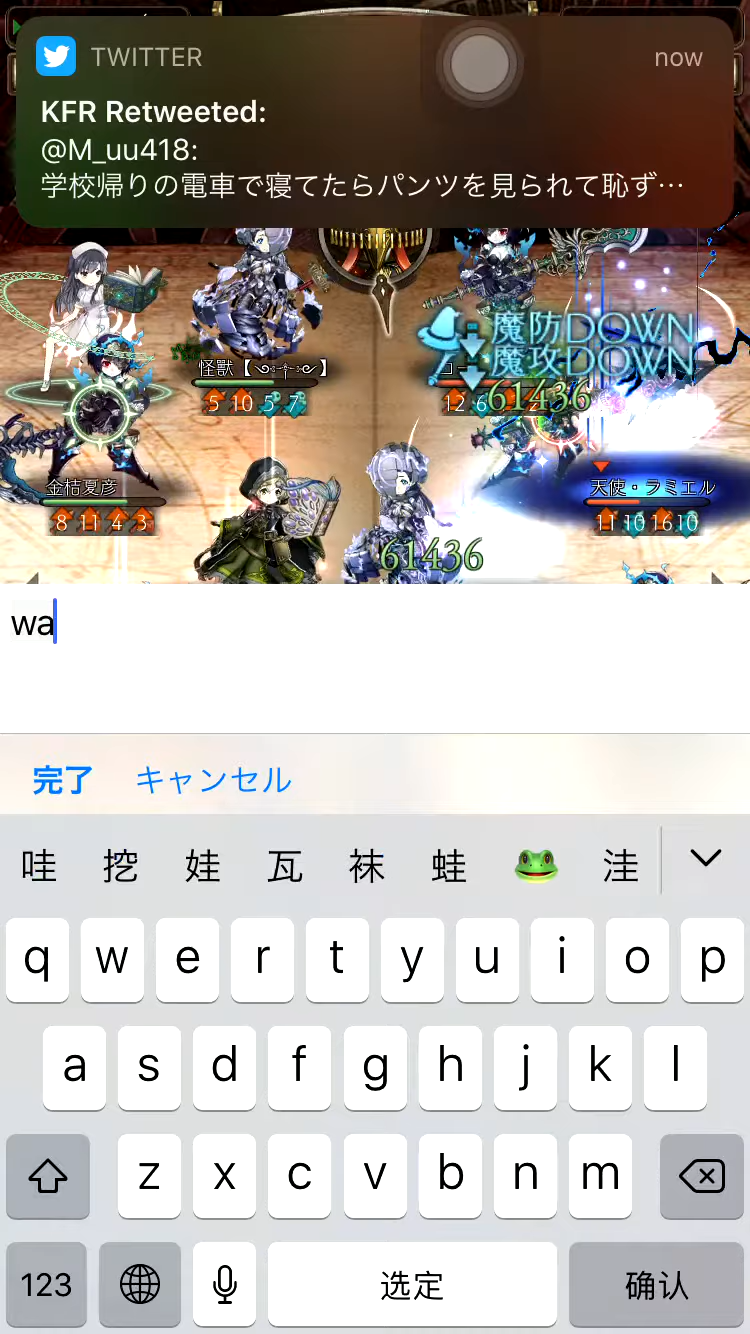 TWITTER
now
KFR Retweeted:
@M_uu418:
学校帰りの電車で寝てたらパンツを見られて恥ず…
魔防DOWN
魔攻DOWN
怪獣【
】
5 10 5 7
コー
12 6
61436
金桔夏彦
8 11 4 3
天使・ラミエル
11 10 16 10
61436
wa
完了 キャンセル
哇 挖 娃 瓦 袜 蛙 🐸 洼
q w e r t y u i o p
a s d f g h j k l
z x c v b n m
123 选定 确认